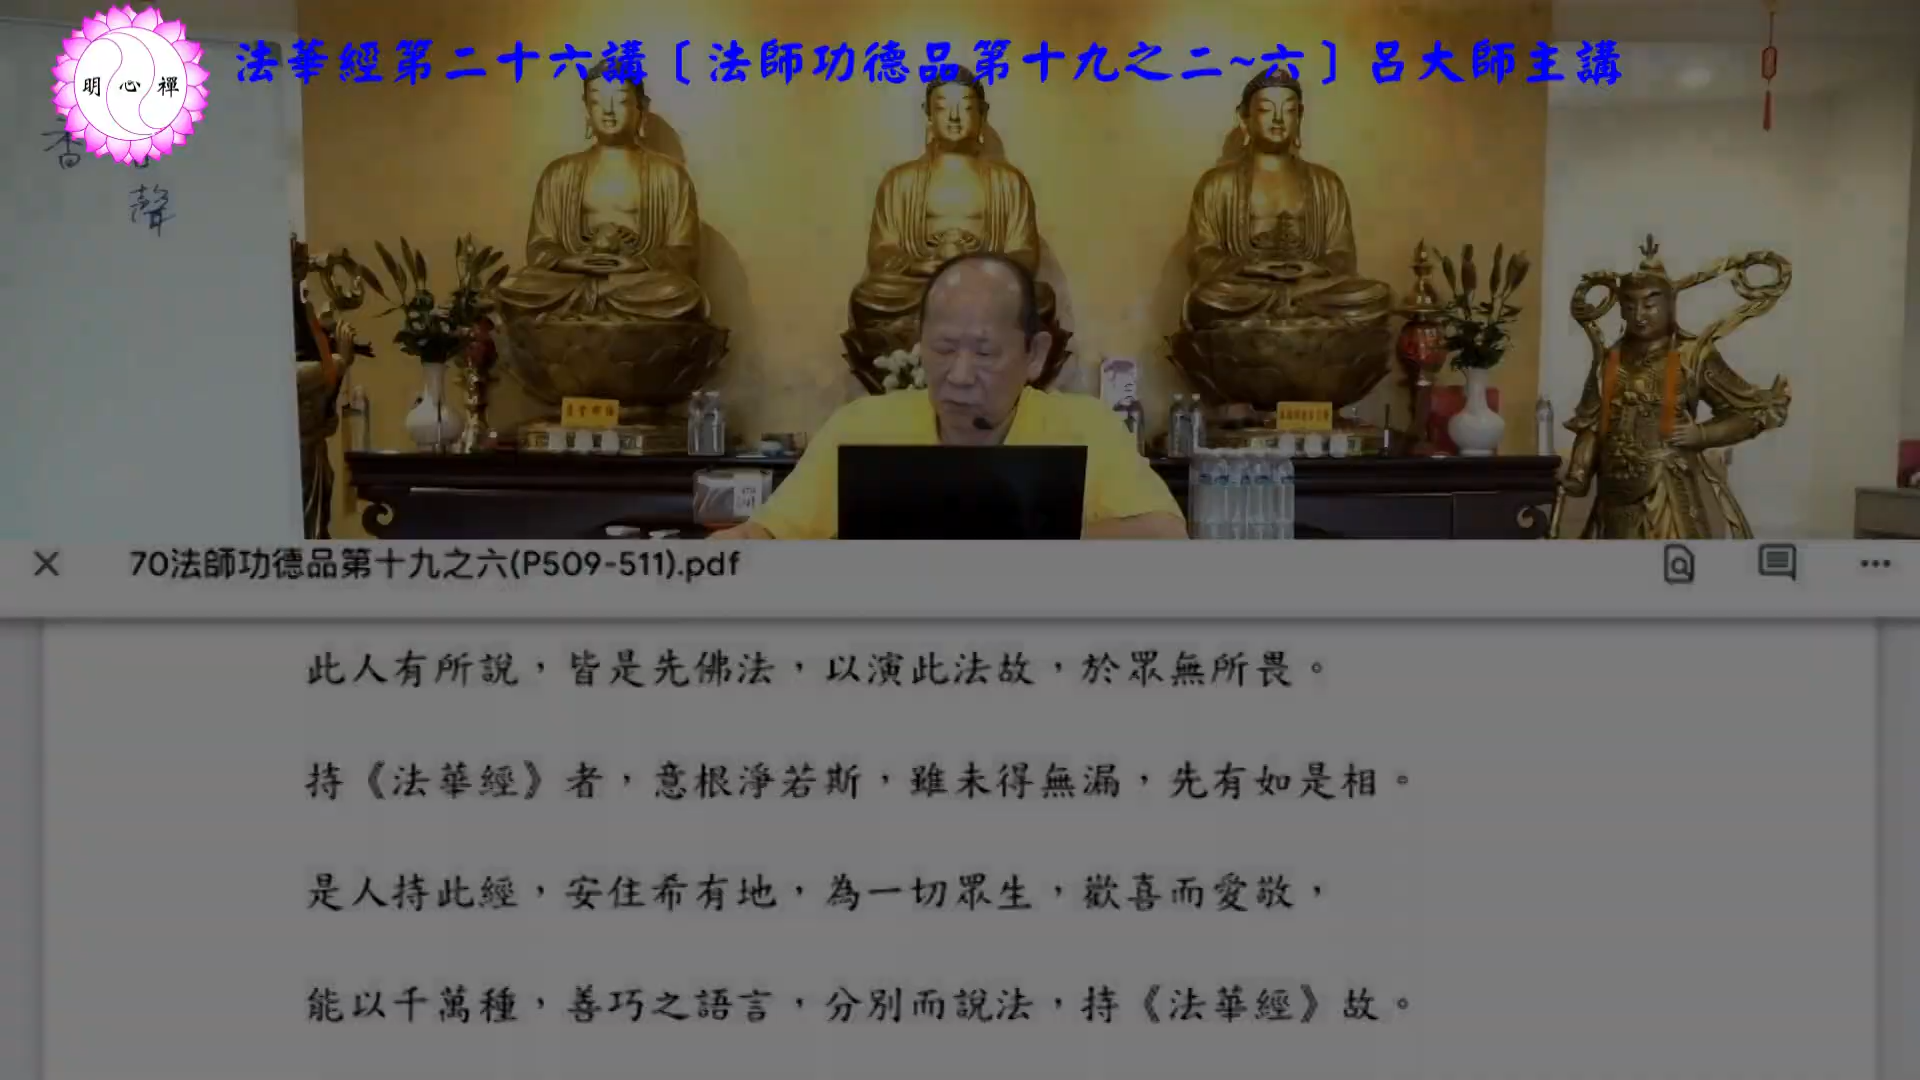 法華經第二十六講〔法師功德品第十九之二~六〕呂大師主講
明心禪
香
聲
70法師功德品第十九之六(P509-511).pdf
此人有所說，皆是先佛法，以演此法故，於眾無所畏。
持《法華經》者，意根淨若斯，雖未得無漏，先有如是相。
是人持此經，安住希有地，為一切眾生，歡喜而愛敬，
能以千萬種，善巧之語言，分別而說法，持《法華經》故。